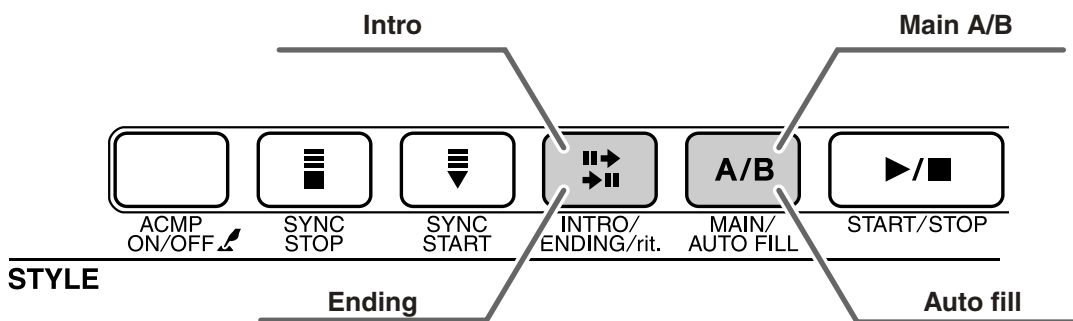 Intro
Main A/B
A/B
ACMP
ON/OFF
SYNC
STOP
SYNC
START
INTRO/
ENDING/rit.
MAIN/
AUTO FILL
START/STOP
STYLE
Ending
Auto fill